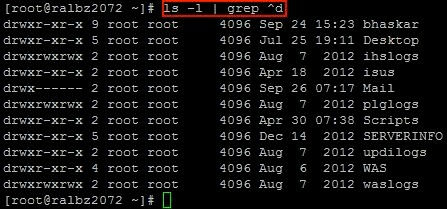 [root@ralbz2072 ~]# ls -l | grep ^d
drwxr-xr-x 9 root root 4096 Sep 24 15:23 bhaskar
drwxr-xr-x 5 root root 4096 Jul 25 19:11 Desktop
drwxrwxrwx 2 root root 4096 Aug 7 2012 ihslogs
drwxr-xr-x 2 root root 4096 Apr 18 2012 isus
drwx------ 2 root root 4096 Sep 26 07:17 Mail
drwxrwxrwx 2 root root 4096 Aug 7 2012 plglogs
drwxr-xr-x 2 root root 4096 Apr 30 07:38 Scripts
drwxr-xr-x 5 root root 4096 Dec 14 2012 SERVERINFO
drwxrwxrwx 2 root root 4096 Aug 7 2012 updilogs
drwxr-xr-x 4 root root 4096 Aug 6 2012 WAS
drwxrwxrwx 2 root root 4096 Aug 7 2012 waslogs
[root@ralbz2072 ~]#